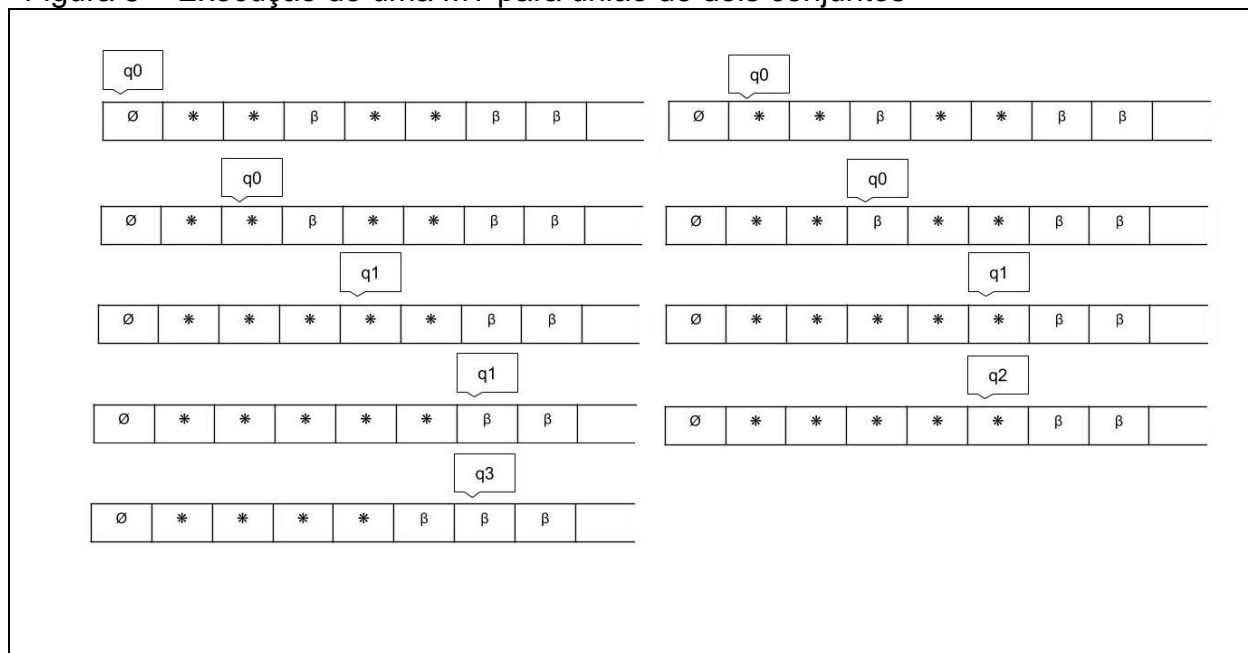 Figura – Execução de uma MT para união de dois conjuntos
q0
Ø * * β * * β β
q0
Ø * * β * * β β
q0
Ø * * β * * β β
q0
Ø * * β * * β β
q1
Ø * * * * * β β
q1
Ø * * * * * β β
q1
Ø * * * * * β β
q2
Ø * * * * * β β
q3
Ø * * * * β β β